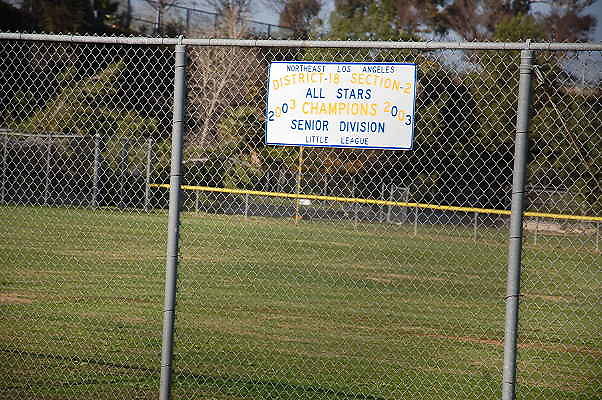 NORTHEAST LOS ANGELES
DISTRICT-18 SECTION-2
ALL STARS
2003 CHAMPIONS 2003
SENIOR DIVISION
LITTLE LEAGUE